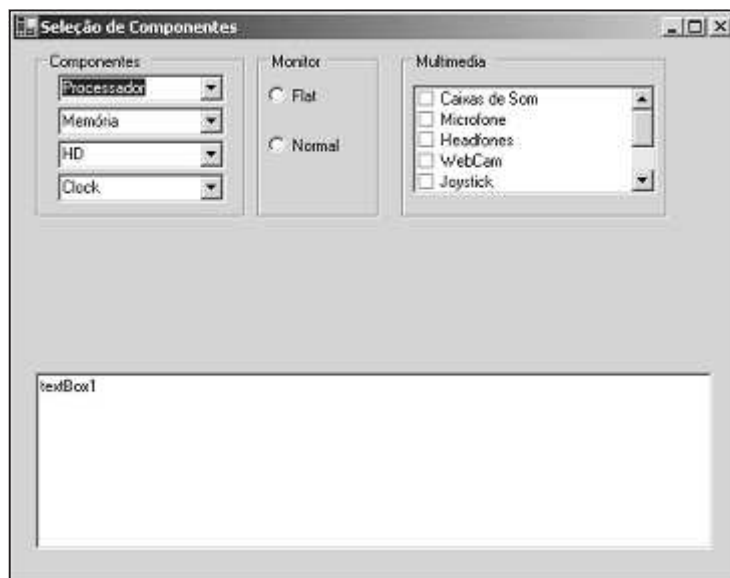 Seleção de Componentes
Componentes
Processador
Memória
HD
Clock
Monitor
Flat
Normal
Multimedia
Caixas de Som
Microfone
Headfones
WebCam
Joystick
textBox1